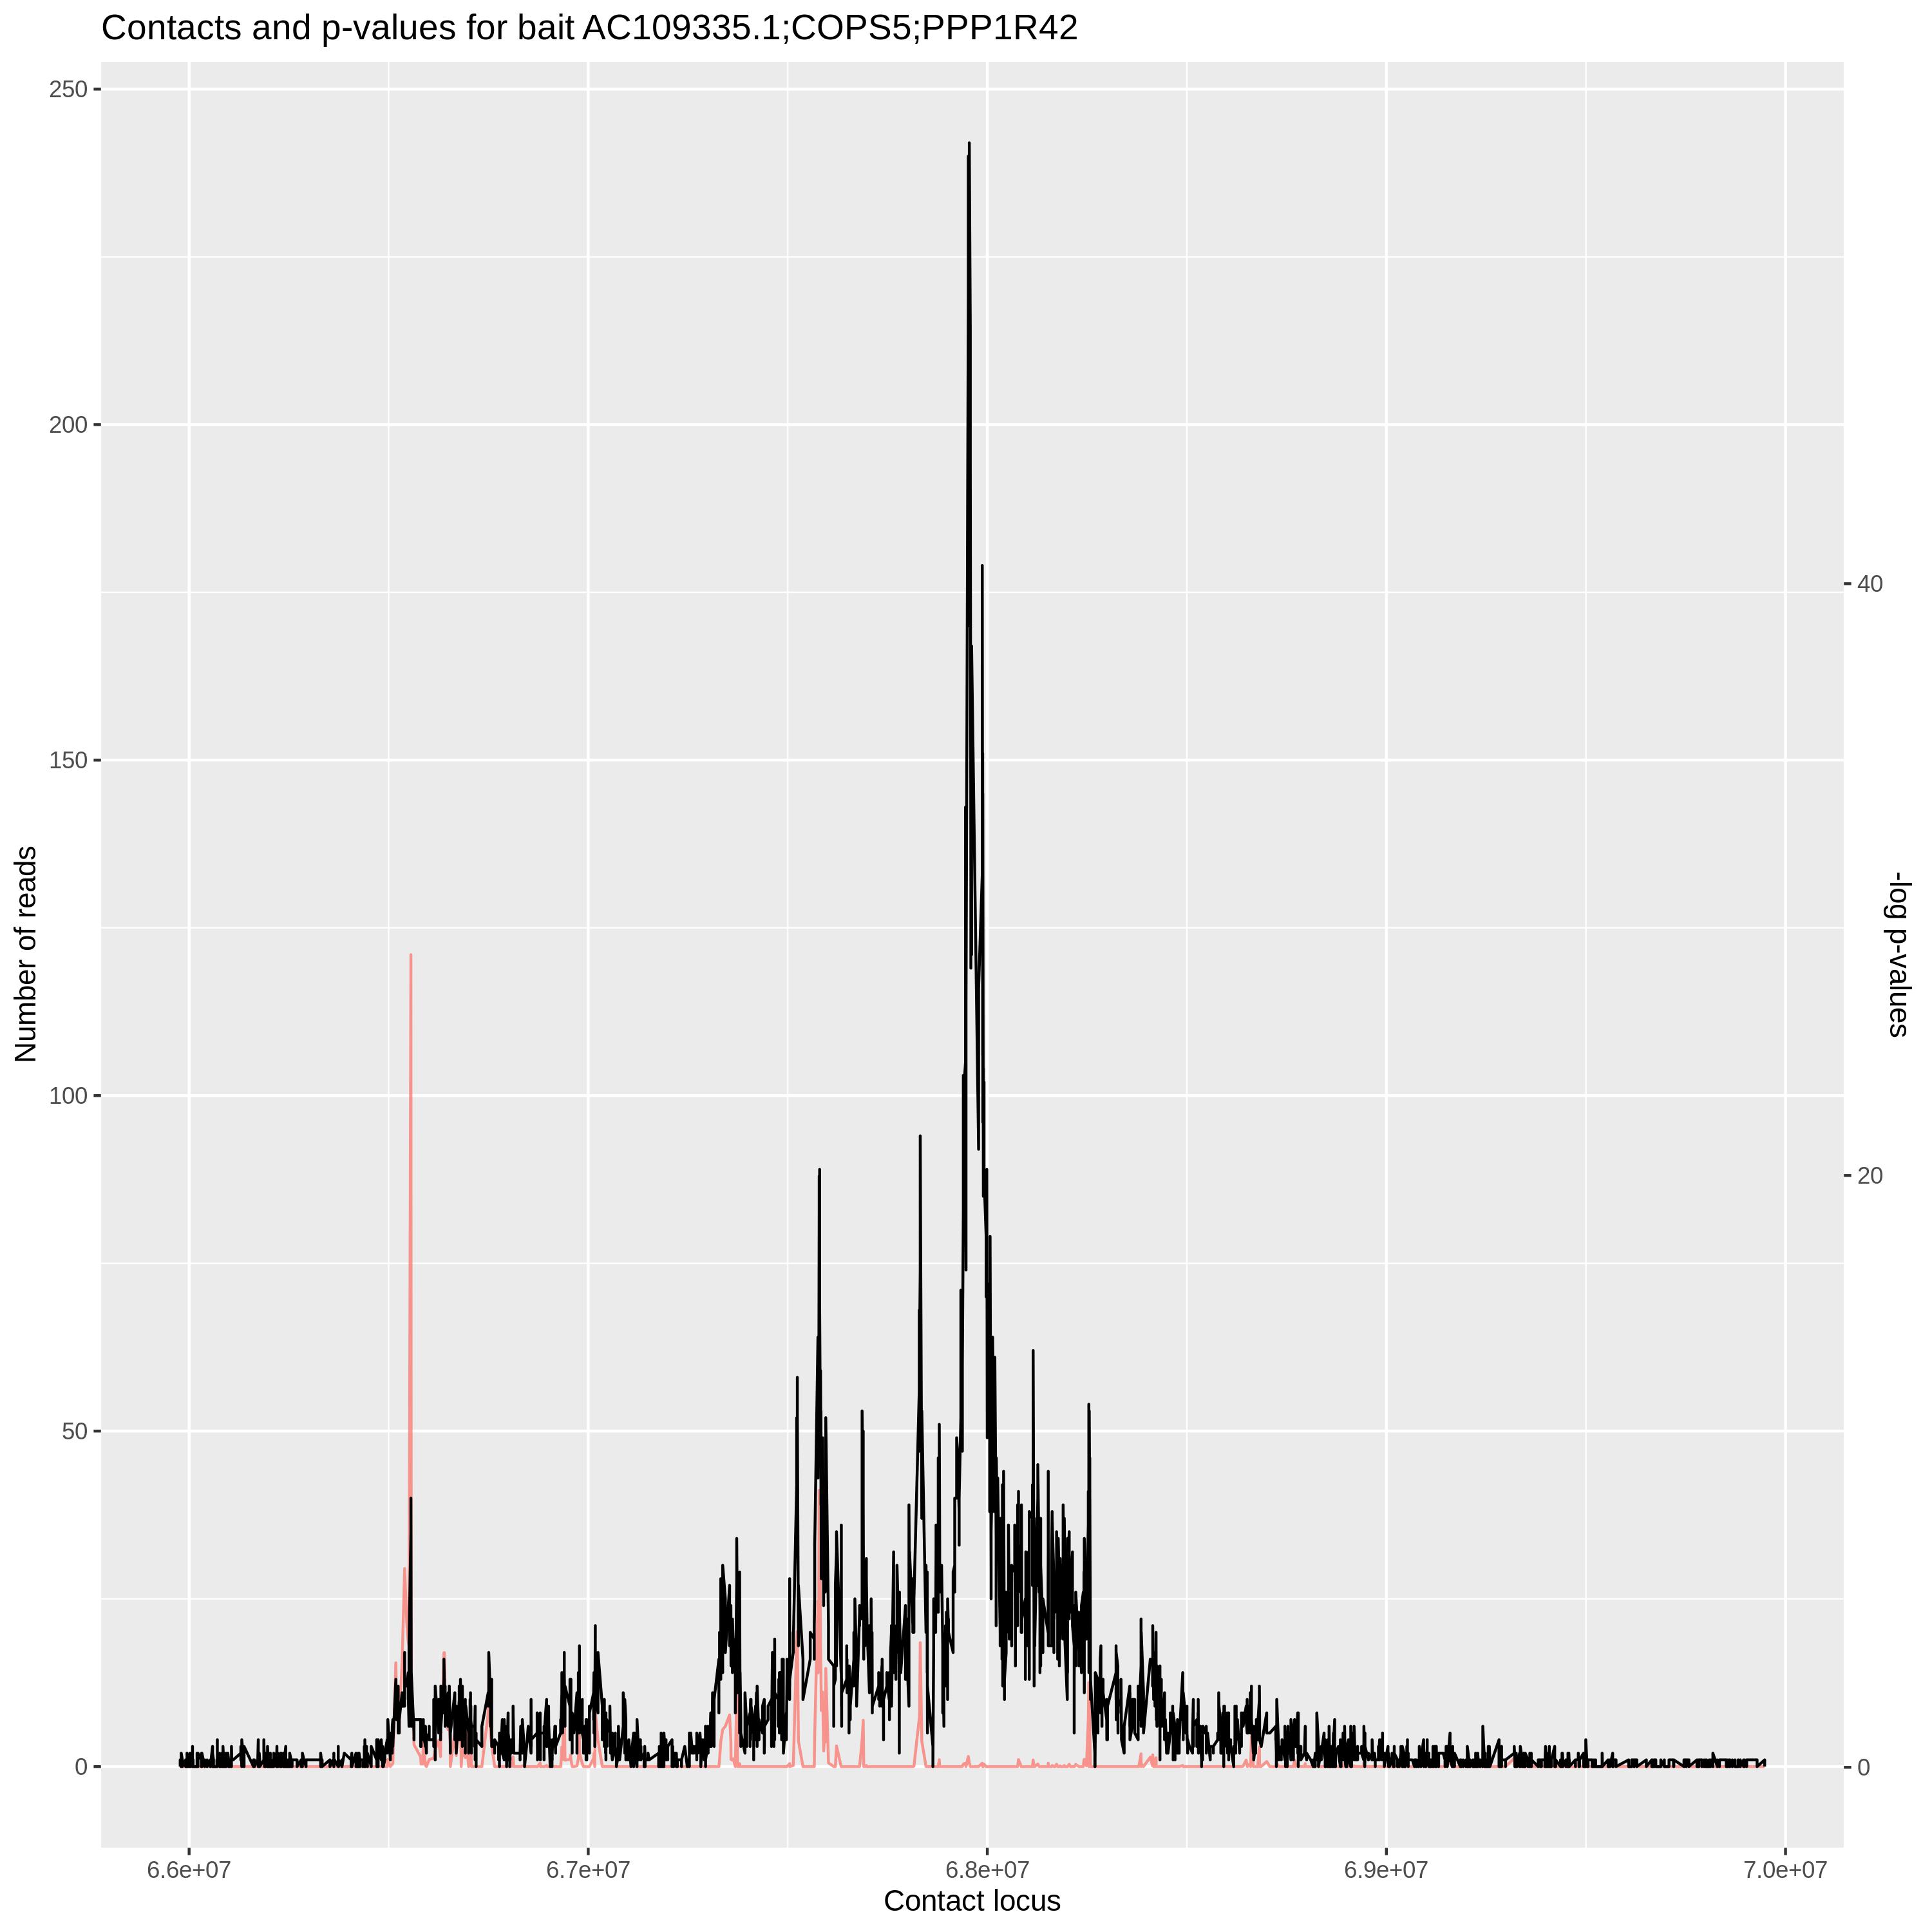 Contacts and p-values for bait AC109335.1;COPS5;PPP1R42
250
200
150
100
50
0
Number of reads
40
20
0
-log p-values
6.6e+07
6.7e+07
6.8e+07
6.9e+07
7.0e+07
Contact locus